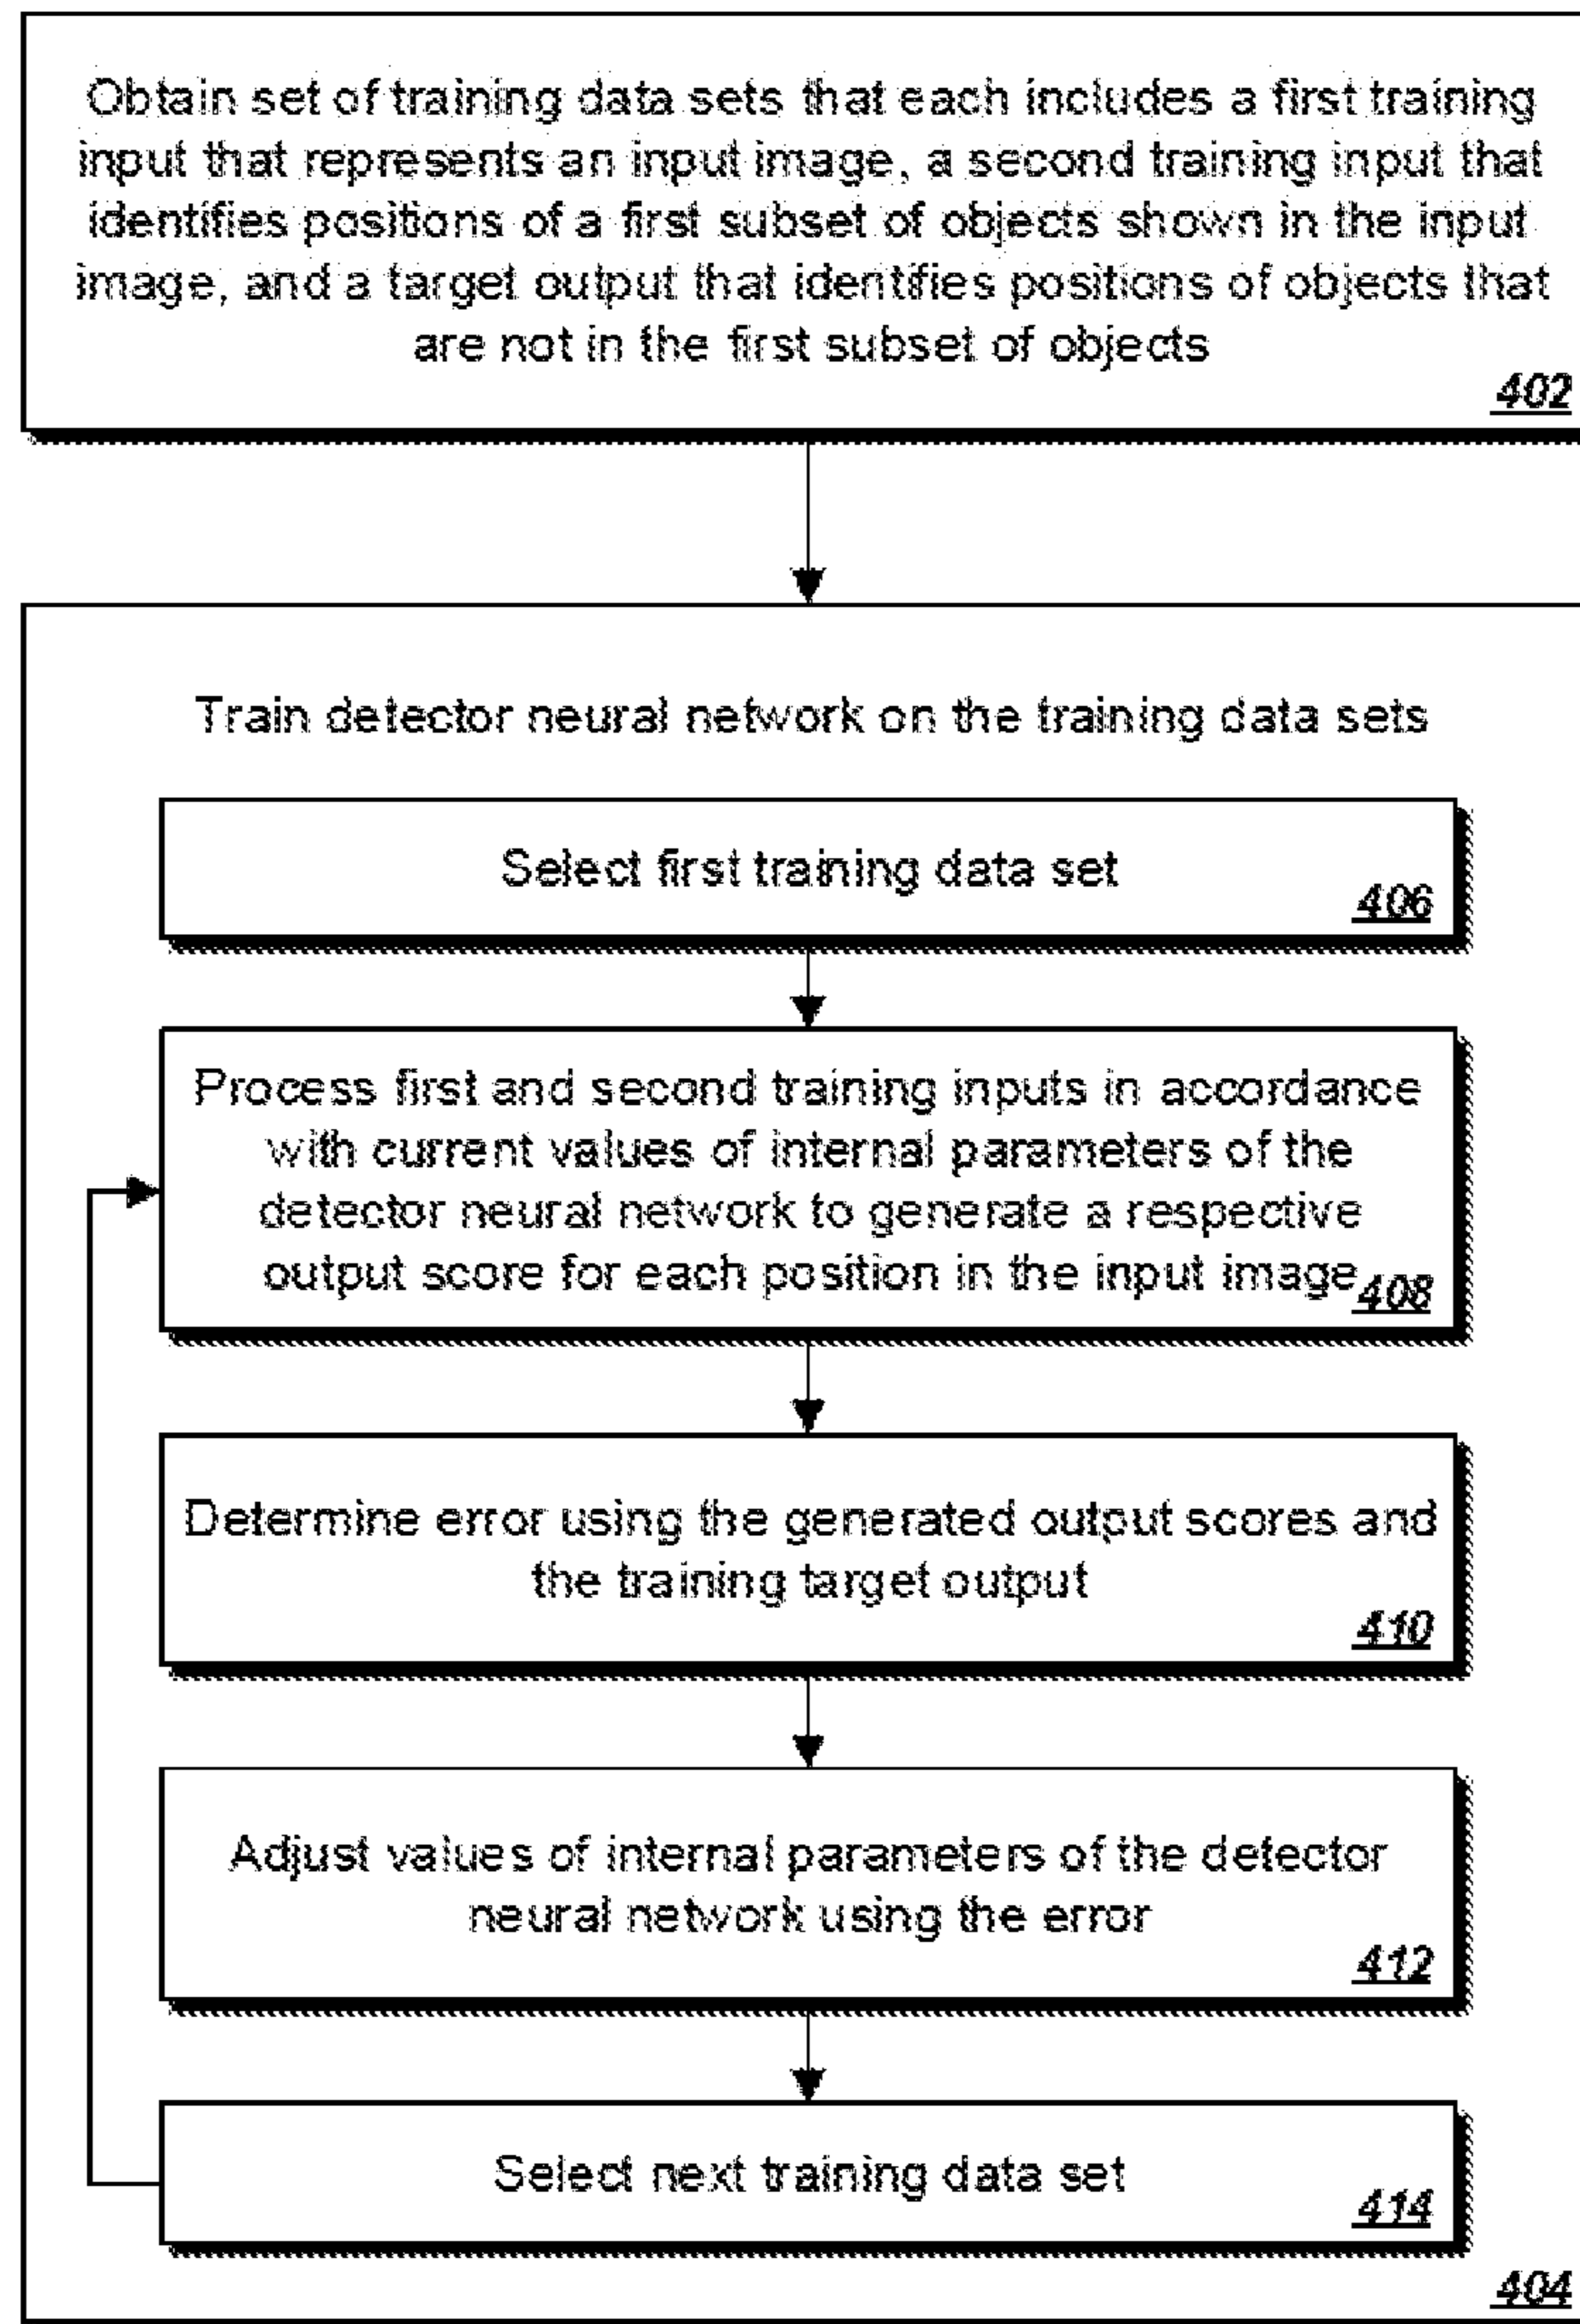 Obtain set of training data sets that each includes a first training
input that represents an input image, a second training input that
identifies positions of a first subset of objects shown in the input
image, and a target output that identifies positions of objects that
are not in the first subset of objects
402
Train detector neural network on the training data sets
Select first training data set
406
Process first and second training inputs in accordance
with current values of internal parameters of the
detector neural network to generate a respective
output score for each position in the input image
408
Determine error using the generated output scores and
the training target output
410
Adjust values of internal parameters of the detector
neural network using the error
412
Select next training data set
414
404